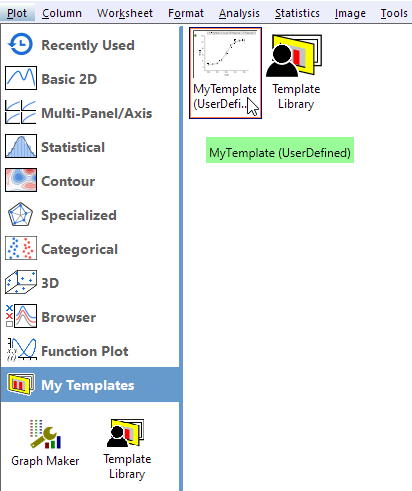 Plot Column Worksheet Format Analysis Statistics Image Tools
Recently Used
Basic 2D
Multi-Panel/Axis
Statistical
Contour
Specialized
Categorical
3D
Browser
Function Plot
My Templates
Graph Maker
Template
Library
MyTemplate
(UserDefi...
Template
Library
MyTemplate (UserDefined)